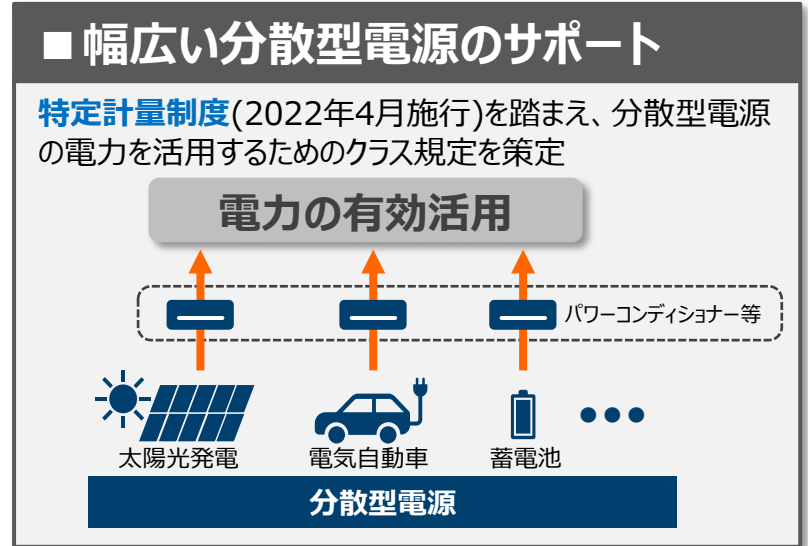 ■幅広い分散型電源のサポート
特定計量制度(2022年4月施行)を踏まえ、分散型電源
の電力を活用するためのクラス規定を策定
電力の有効活用
パワーコンディショナー等
太陽光発電 電気自動車 蓄電池 ●●●
分散型電源